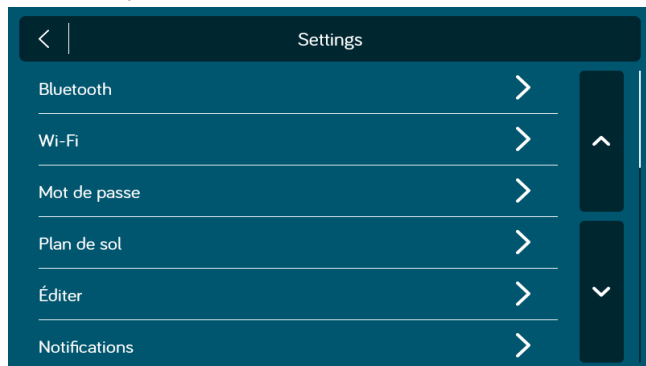 Settings
Bluetooth
Wi-Fi
Mot de passe
Plan de sol
Éditer
Notifications